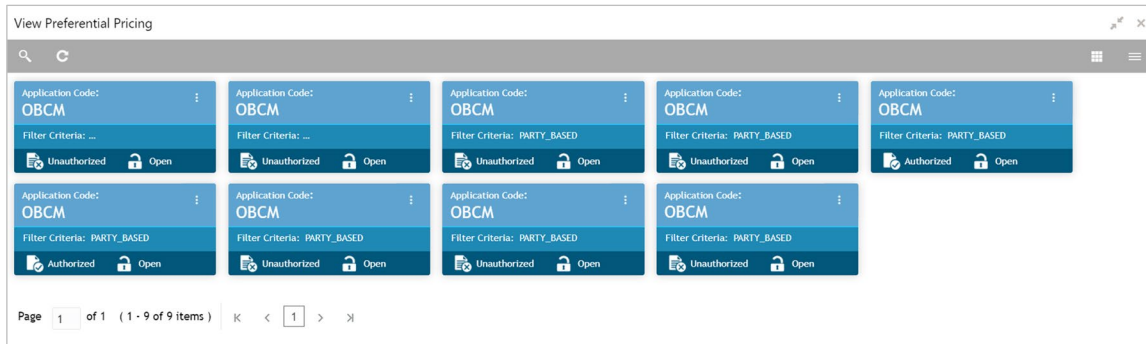 View Preferential Pricing
Application Code: Application Code: Application Code: Application Code: Application Code:
OBCM OBCM OBCM OBCM OBCM
Filter Criteria: ... Filter Criteria: ... Filter Criteria: PARTY_BASED Filter Criteria: PARTY_BASED Filter Criteria: PARTY_BASED
Unauthorized Open Unauthorized Open Unauthorized Open Unauthorized Open Authorized Open
Application Code: Application Code: Application Code: Application Code:
OBCM OBCM OBCM OBCM
Filter Criteria: PARTY_BASED Filter Criteria: PARTY_BASED Filter Criteria: PARTY_BASED Filter Criteria: PARTY_BASED
Authorized Open Unauthorized Open Unauthorized Open Unauthorized Open
Page 1 of 1 ( 1 - 9 of 9 items ) 1